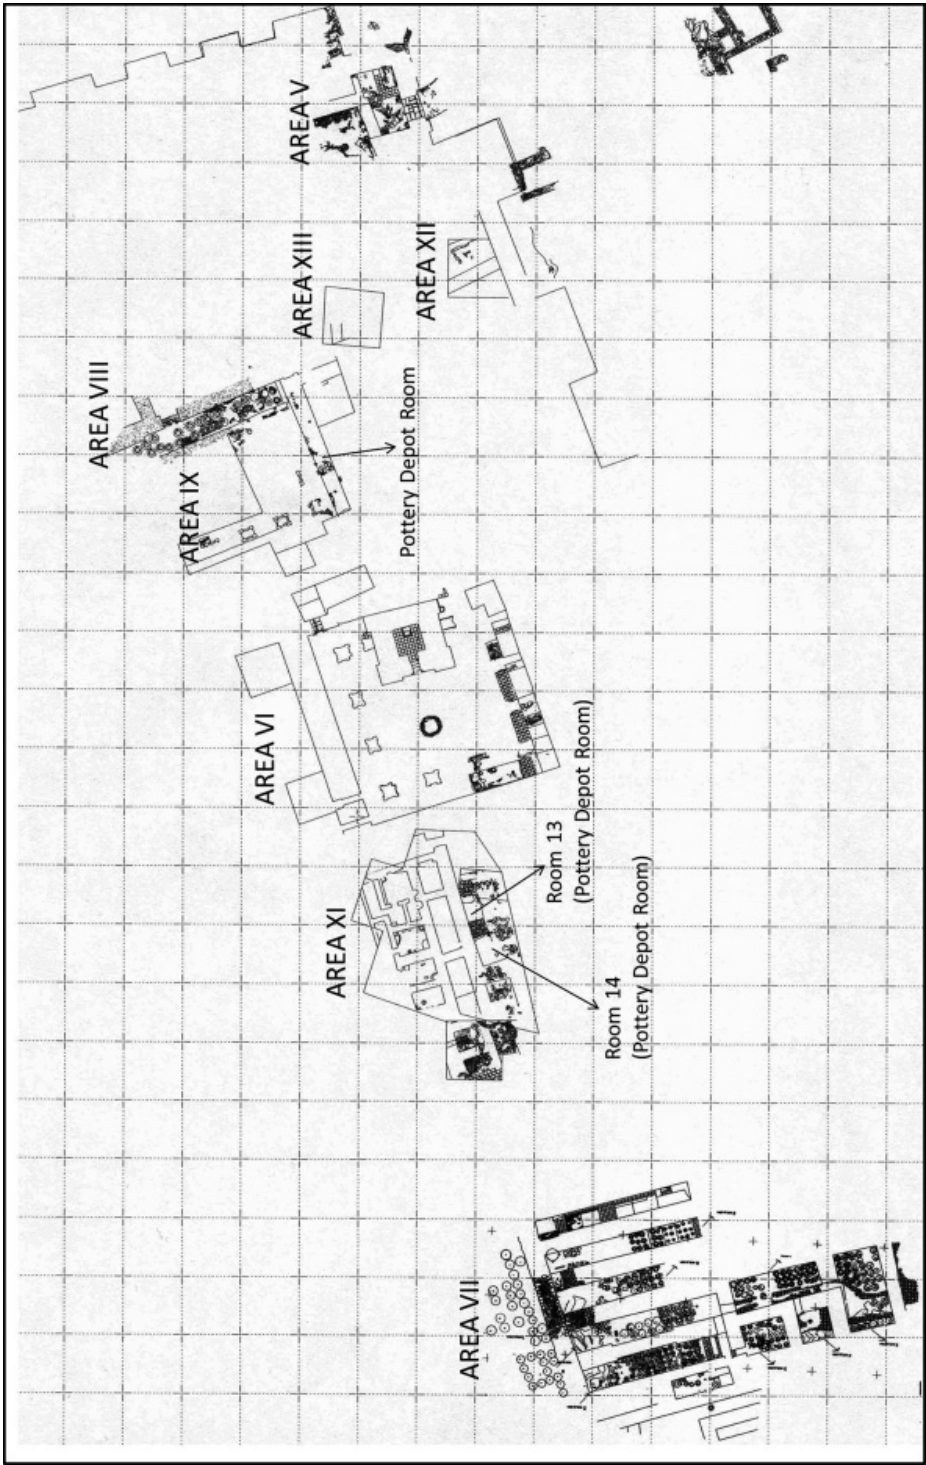 AREA V
AREA XIII
AREA XII
AREA VIII
AREA IX
Pottery Depot Room
AREA VI
Room 13
(Pottery Depot Room)
AREA XI
Room 14
(Pottery Depot Room)
AREA VII